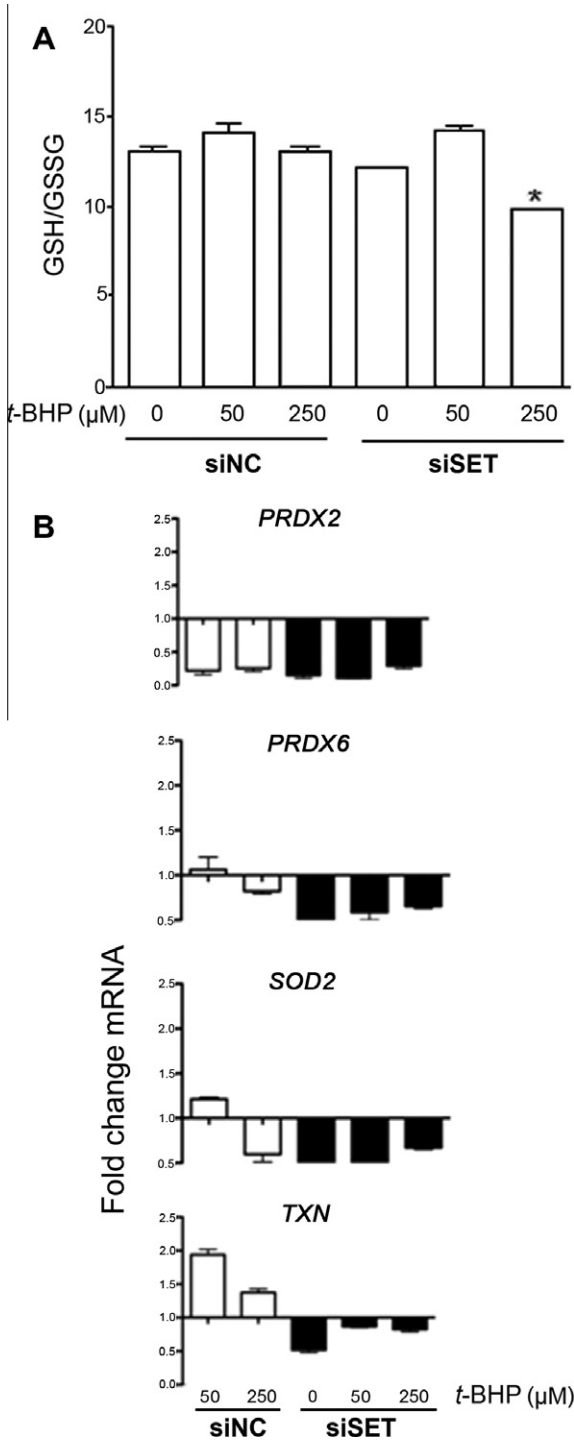 A
20
15
10
5
0
GSH/GSSG
t-BHP (µM) 0 50 250 0 50 250
siNC siSET
B
PRDX2
2.5
2.0
1.5
1.0
0.5
0.0
PRDX6
2.5
2.0
1.5
1.0
0.5
SOD2
2.5
2.0
1.5
1.0
0.5
TXN
2.5
2.0
1.5
1.0
0.5
0.0
Fold change mRNA
50 250 0 50 250 t-BHP (µM)
siNC siSET